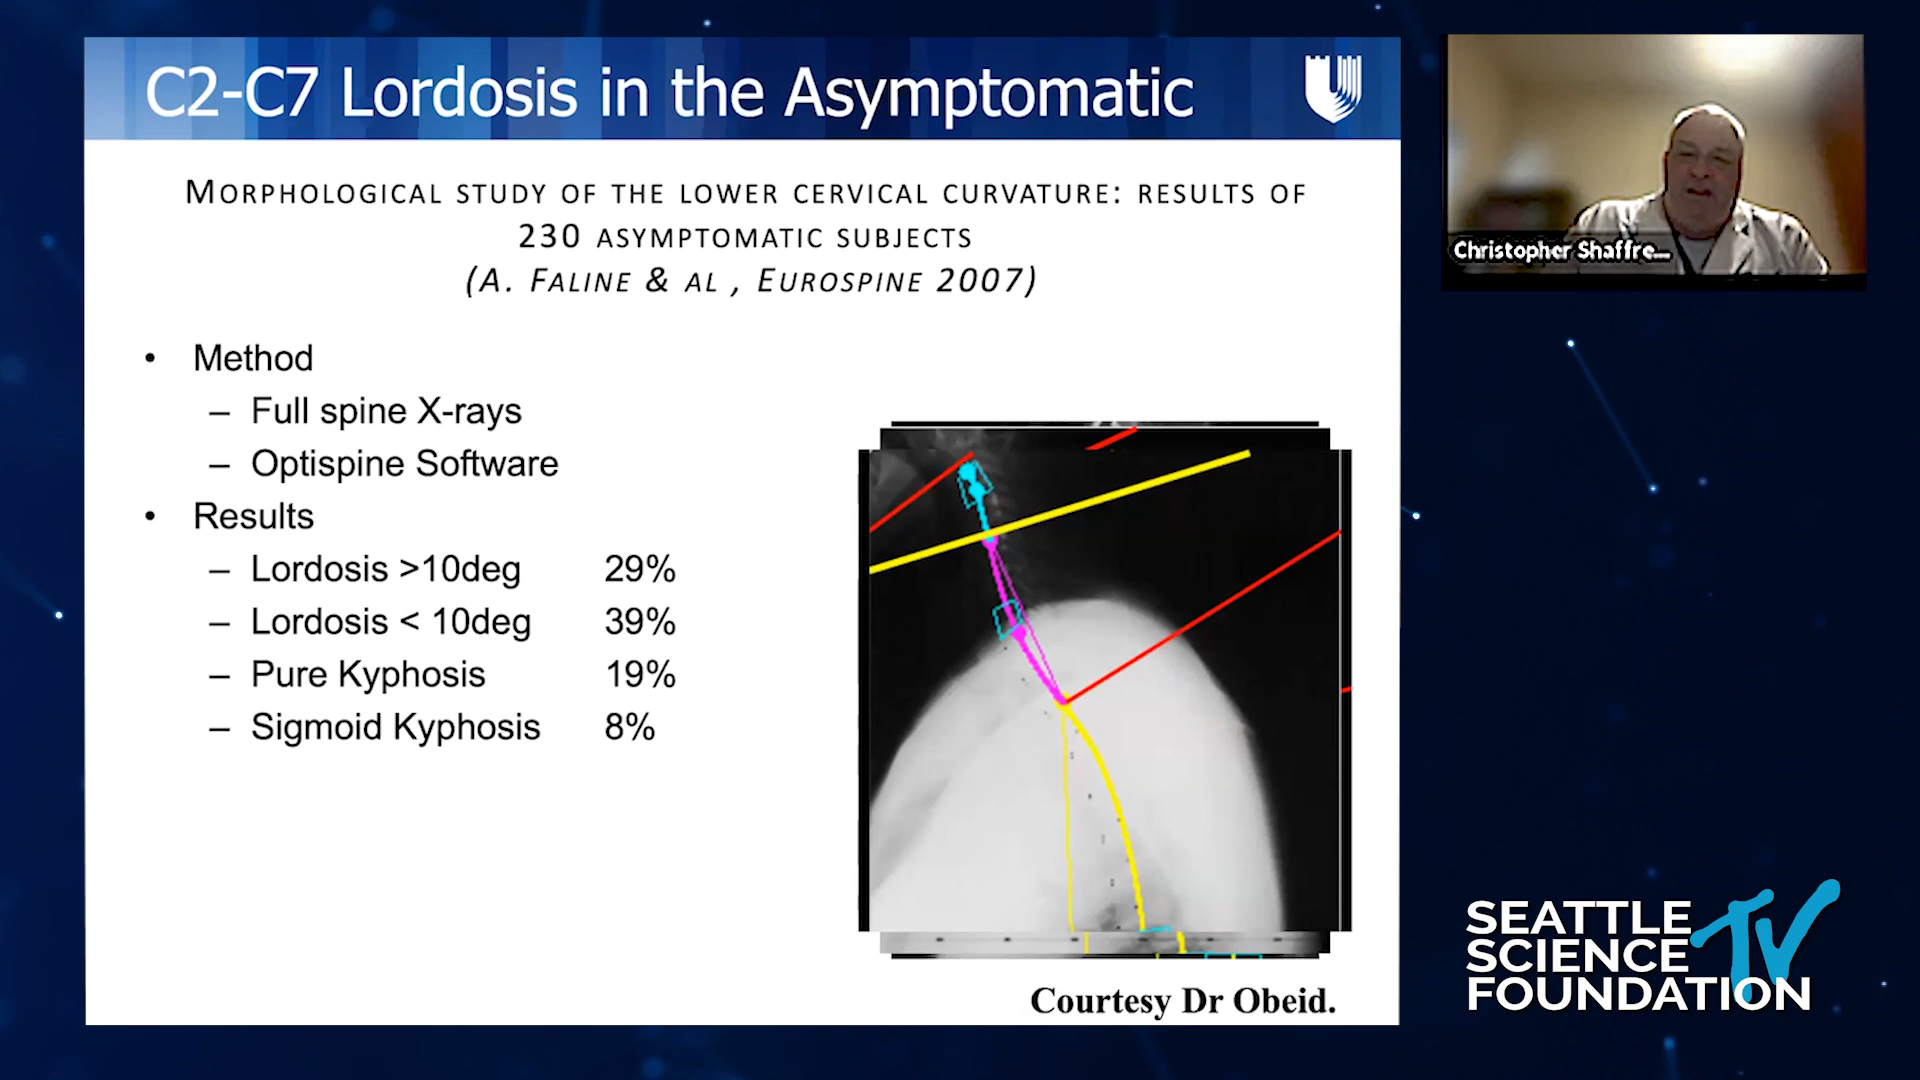 C2-C7 Lordosis in the Asymptomatic
MORPHOLOGICAL STUDY OF THE LOWER CERVICAL CURVATURE: RESULTS OF
230 ASYMPTOMATIC SUBJECTS
(A. FALINE & AL , EUROSPINE 2007)
• Method
– Full spine X-rays
– Optispine Software
• Results
– Lordosis >10deg 29%
– Lordosis < 10deg 39%
– Pure Kyphosis 19%
– Sigmoid Kyphosis 8%
Courtesy Dr Obeid.
Christopher Shaffre...
SEATTLE
SCIENCE
FOUNDATION
TV